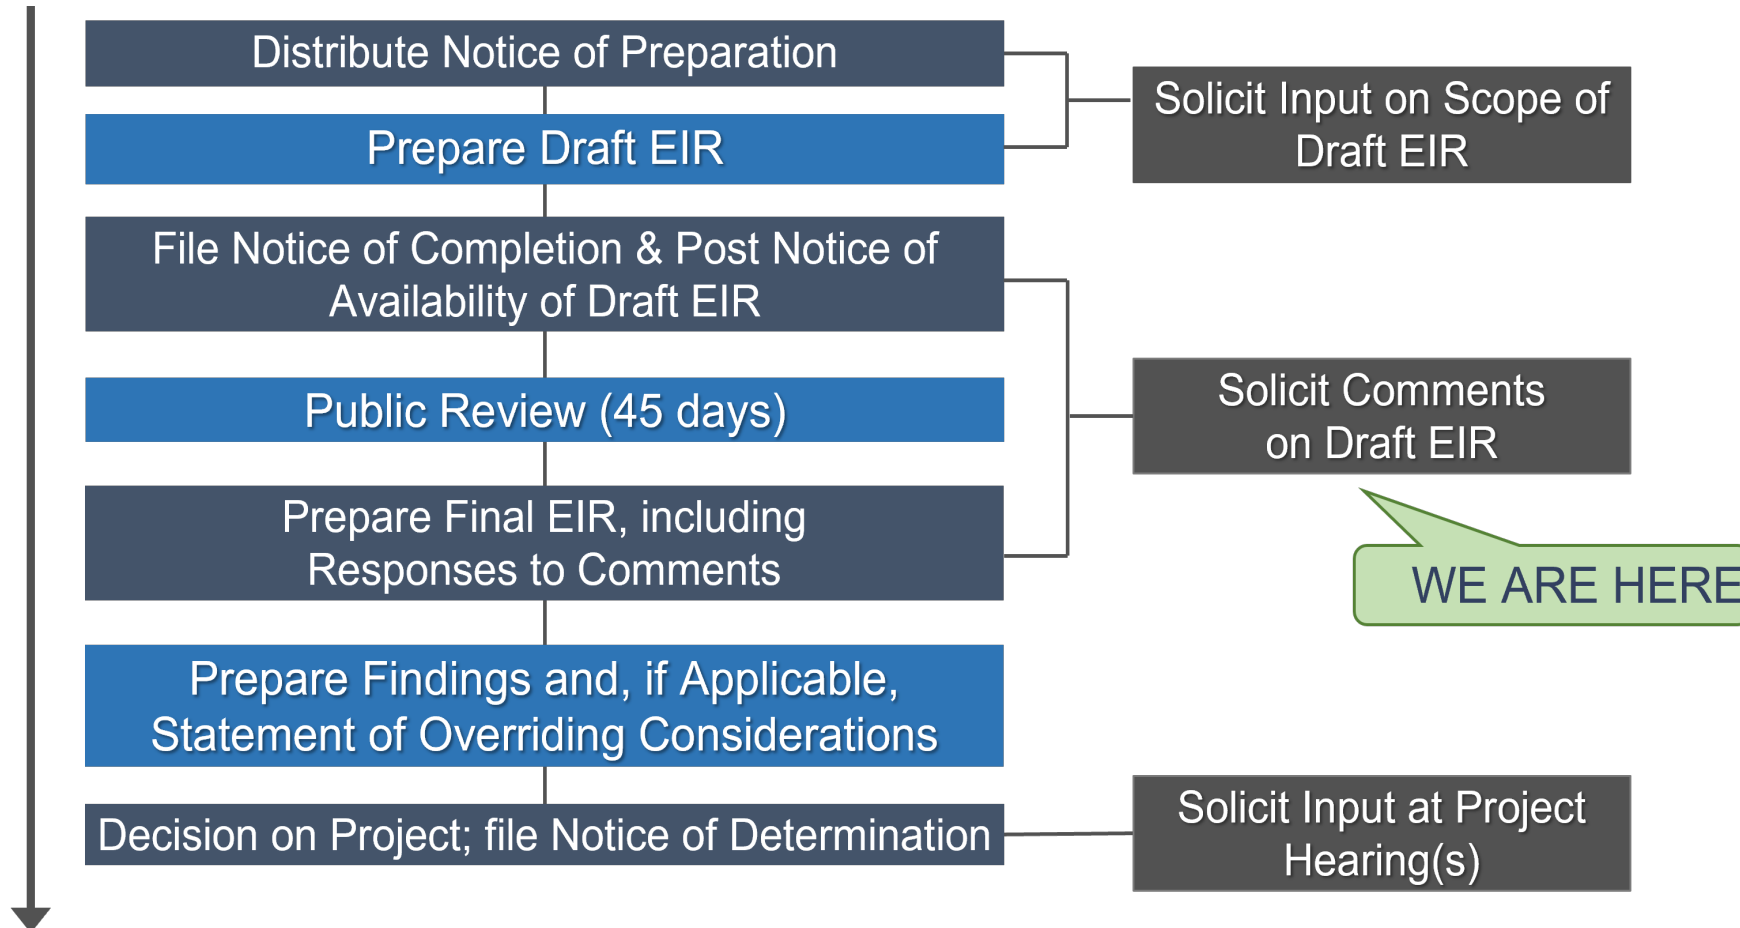 Distribute Notice of Preparation
Prepare Draft EIR
Solicit Input on Scope of
Draft EIR
File Notice of Completion & Post Notice of
Availability of Draft EIR
Public Review (45 days)
Solicit Comments
on Draft EIR
Prepare Final EIR, including
Responses to Comments
WE ARE HERE
Prepare Findings and, if Applicable,
Statement of Overriding Considerations
Decision on Project; file Notice of Determination
Solicit Input at Project
Hearing(s)